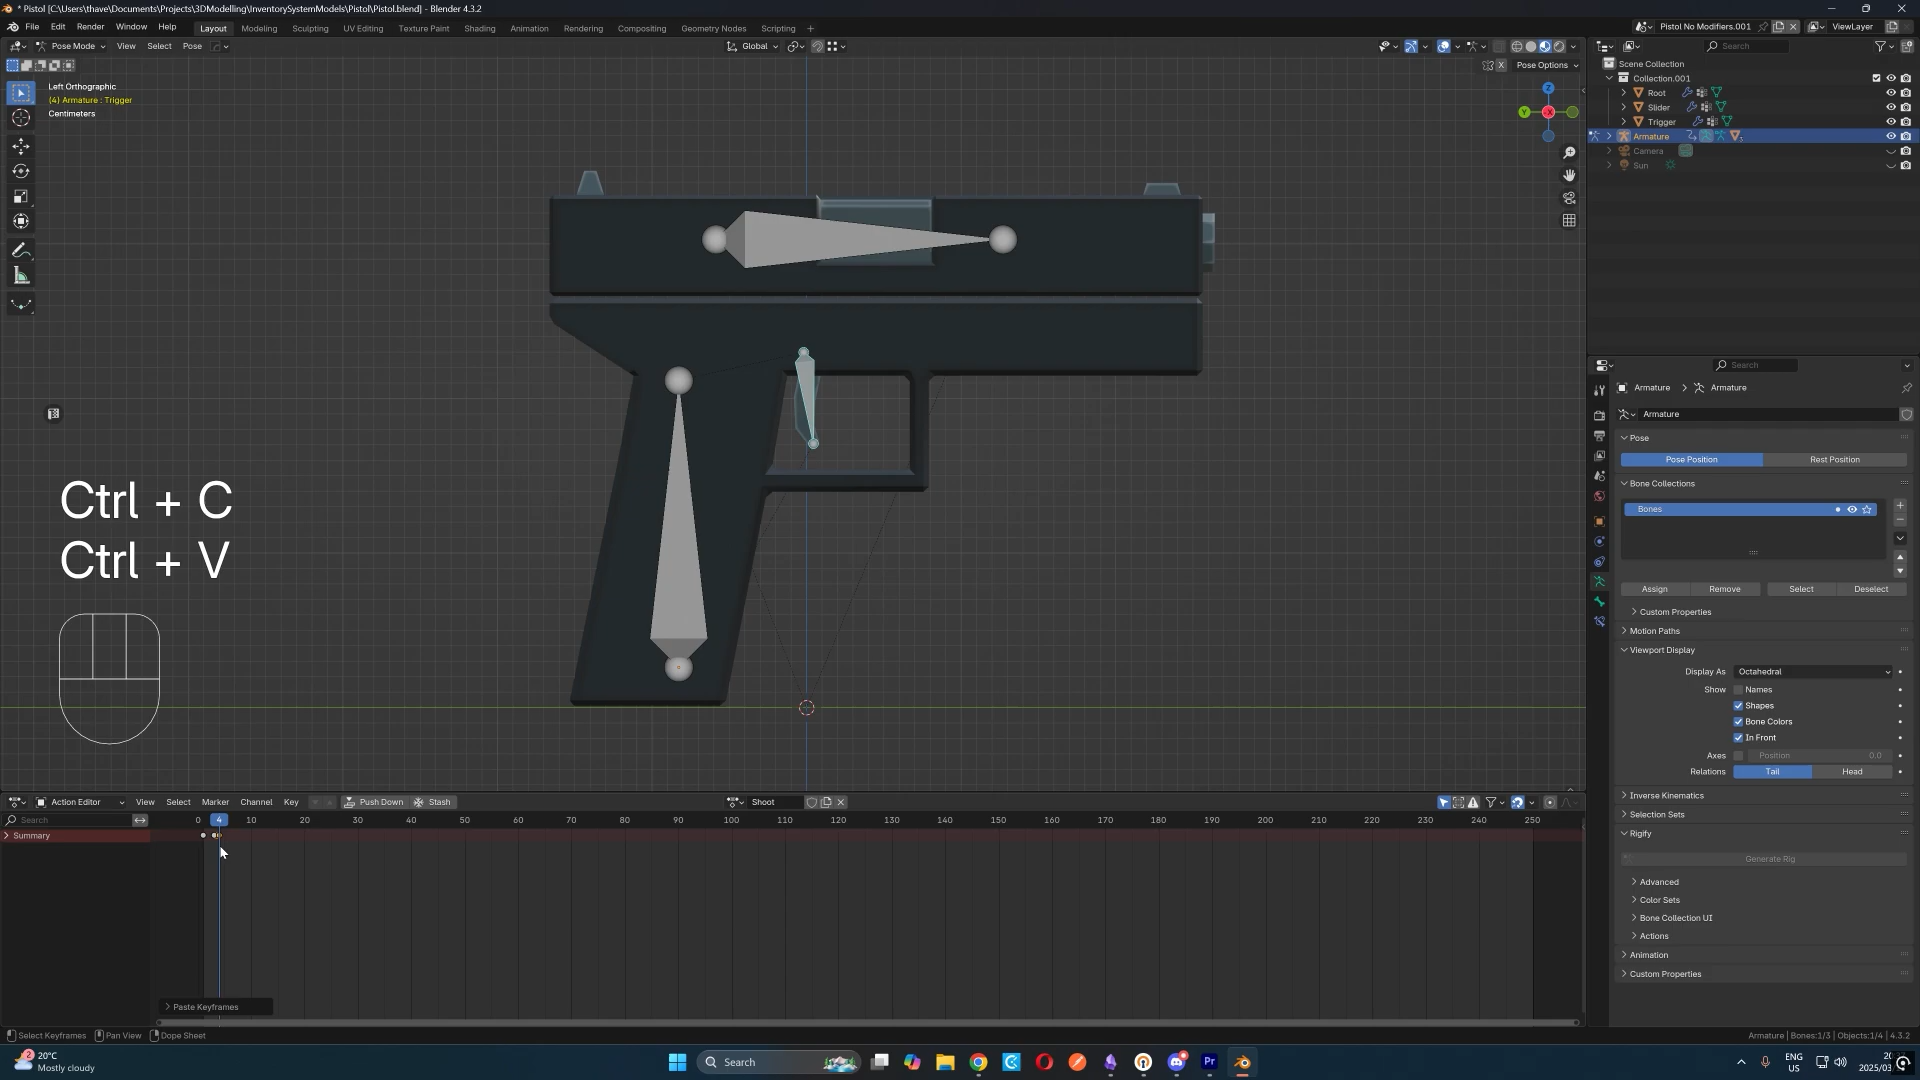 * Pistol [C:\Users\thave\Documents\Projects\3DModelling\InventorySystemModels\Pistol\Pistol.blend] - Blender 4.3.2
File Edit Render Window Help
Layout Modeling Sculpting UV Editing Texture Paint Shading Animation Rendering Compositing Geometry Nodes Scripting +
Pistol No Modifiers.001
ViewLayer
Pose Mode View Select Pose
Global
Search
X Pose Options
Left Orthographic
(4) Armature : Trigger
Centimeters
Z
Y
X
Scene Collection
Collection.001
Root
Slider
Trigger
Armature
Camera
Sun
Ctrl + C
Ctrl + V
Search
Armature > Armature
Armature
Pose
Pose Position Rest Position
Bone Collections
Bones
Assign Remove Select Deselect
Custom Properties
Motion Paths
Viewport Display
Display As Octahedral
Show Names
Shapes
Bone Colors
In Front
Axes Position 0.0
Relations Tail Head
Inverse Kinematics
Selection Sets
Rigify
Generate Rig
Advanced
Color Sets
Bone Collection UI
Actions
Animation
Custom Properties
Action Editor View Select Marker Channel Key Push Down Stash Shoot
Search
0 4 10 20 30 40 50 60 70 80 90 100 110 120 130 140 150 160 170 180 190 200 210 220 230 240 250
Summary
Paste Keyframes
Select Keyframes Pan View Dope Sheet
Armature | Bones:1/3 | Objects:1/4 | 4.3.2
20°C
Mostly cloudy
Search
ENG
US
2025/03